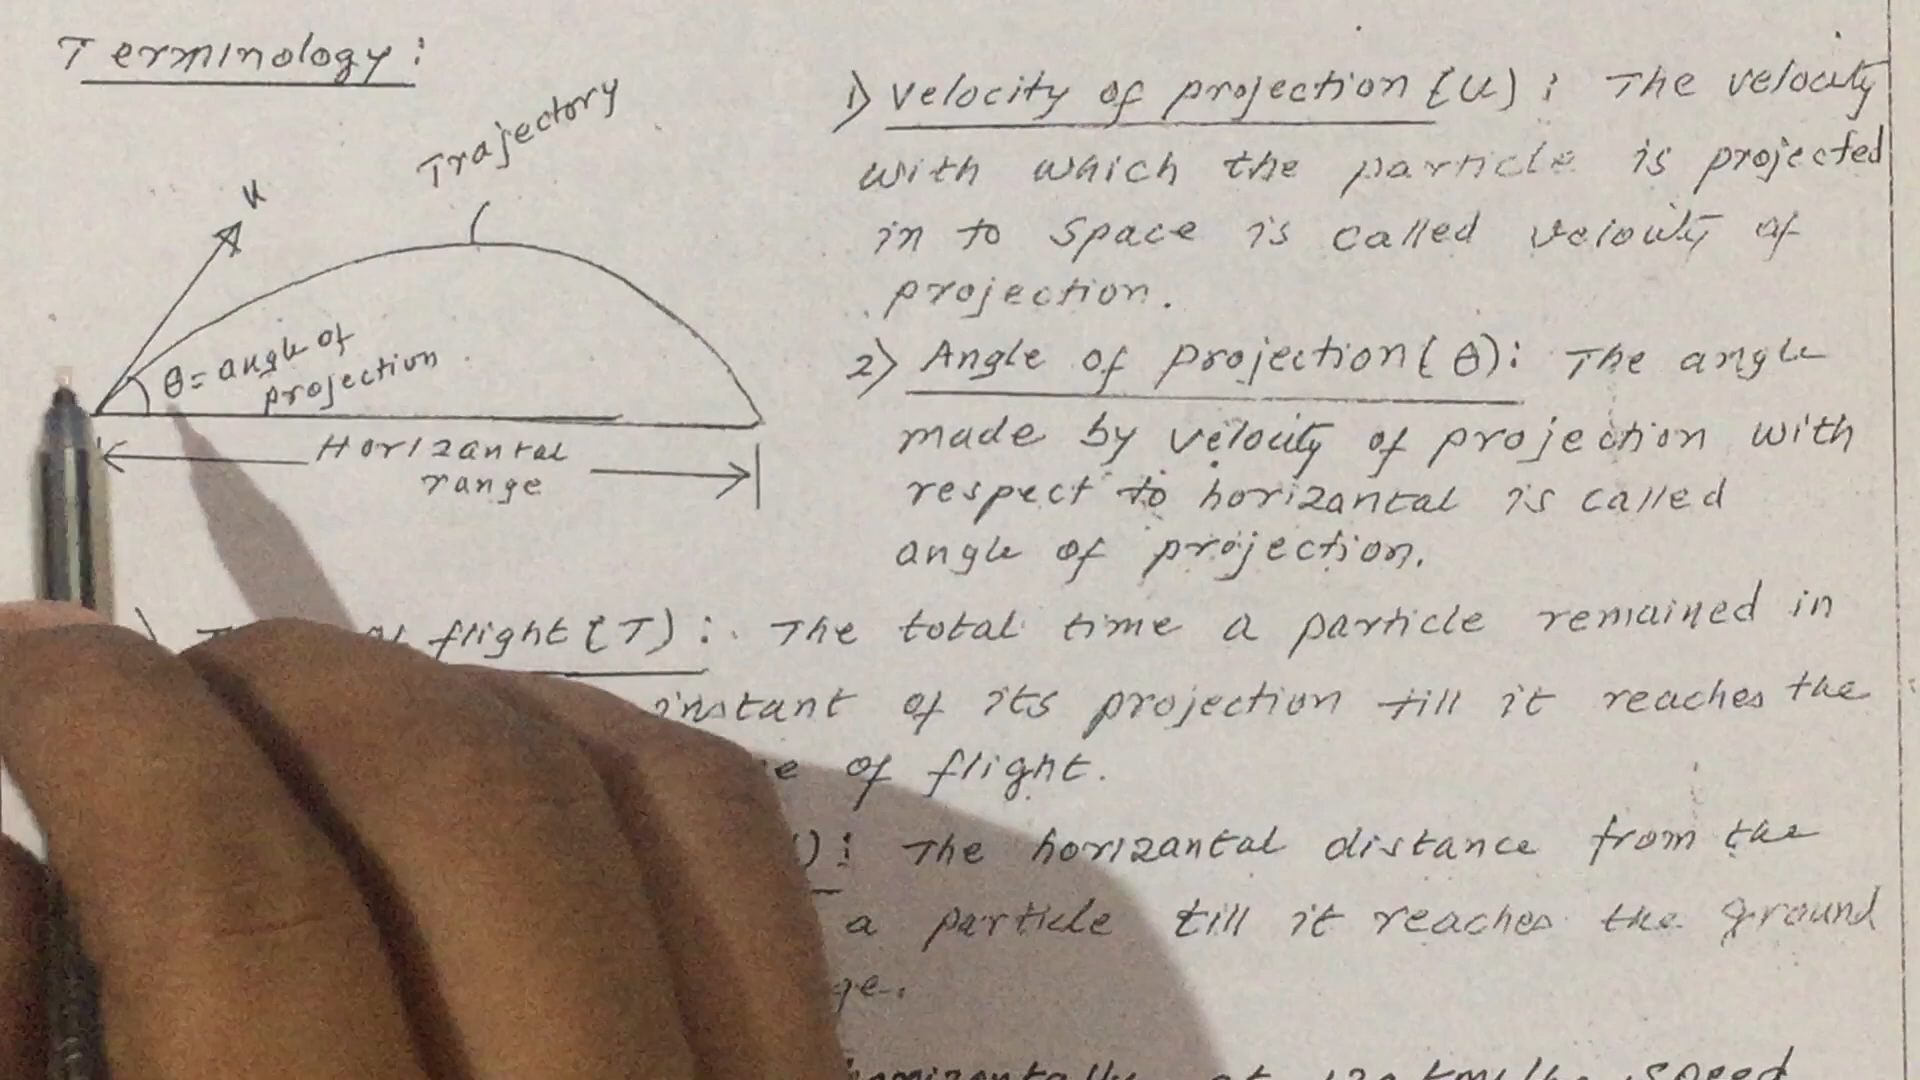 Terminology:
Trajectory
u
θ = angle of
projection
Horizantal
range
1) Velocity of projection (u) : The velocity
with which the particle is projected
in to space is called velocity of
projection.
2) Angle of projection (θ): The angle
made by velocity of projection with
respect to horizantal is called
angle of projection.
of flight (T) : The total time a particle remained in
instant of its projection till it reaches the
of flight.
): The horizantal distance from the
a particle till it reaches the ground
speed